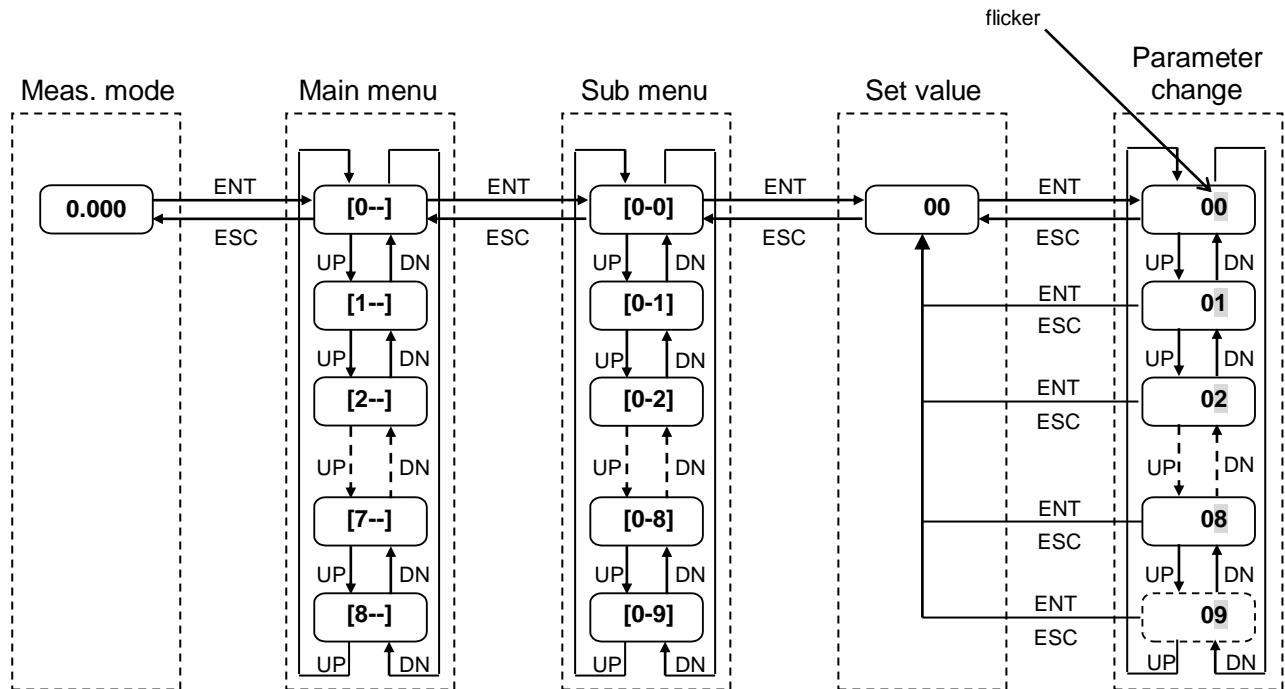 flicker
Meas. mode
Main menu
Sub menu
Set value
Parameter
change
0.000
ENT
ESC
[0--]
ENT
ESC
[0-0]
ENT
ESC
00
ENT
ESC
00
UP DN
UP DN
UP DN
[1--]
[0-1]
ENT
ESC
01
UP DN
UP DN
UP DN
[2--]
[0-2]
ENT
ESC
02
UP DN
UP DN
UP DN
[7--]
[0-8]
ENT
ESC
08
UP DN
UP DN
UP DN
[8--]
[0-9]
ENT
ESC
09
UP DN
UP DN
UP DN